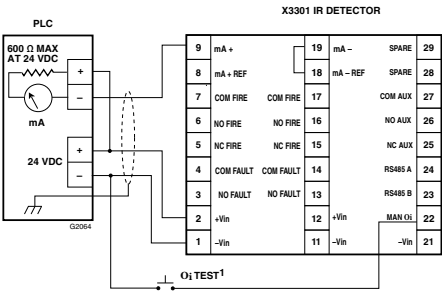 X3301 IR DETECTOR
PLC
600 Ω MAX
AT 24 VDC
+
–
mA
24 VDC
+
–
G2064
9 mA + 19 mA – SPARE 29
8 mA + REF 18 mA – REF SPARE 28
7 COM FIRE COM FIRE 17 COM AUX 27
6 NO FIRE NO FIRE 16 NO AUX 26
5 NC FIRE NC FIRE 15 NC AUX 25
4 COM FAULT COM FAULT 14 RS485 A 24
3 NO FAULT NO FAULT 13 RS485 B 23
2 +Vin 12 +Vin MAN Oi 22
1 –Vin 11 –Vin –Vin 21
Oi TEST1